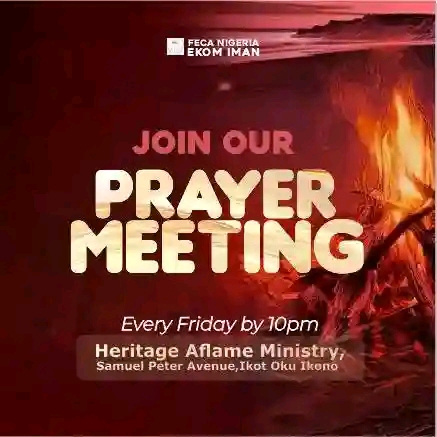 FECA NIGERIA
EKOM IMAN
JOIN OUR
PRAYER
MEETING
Every Friday by 10pm
Heritage Aflame Ministry,
Samuel Peter Avenue,Ikot Oku Ikono